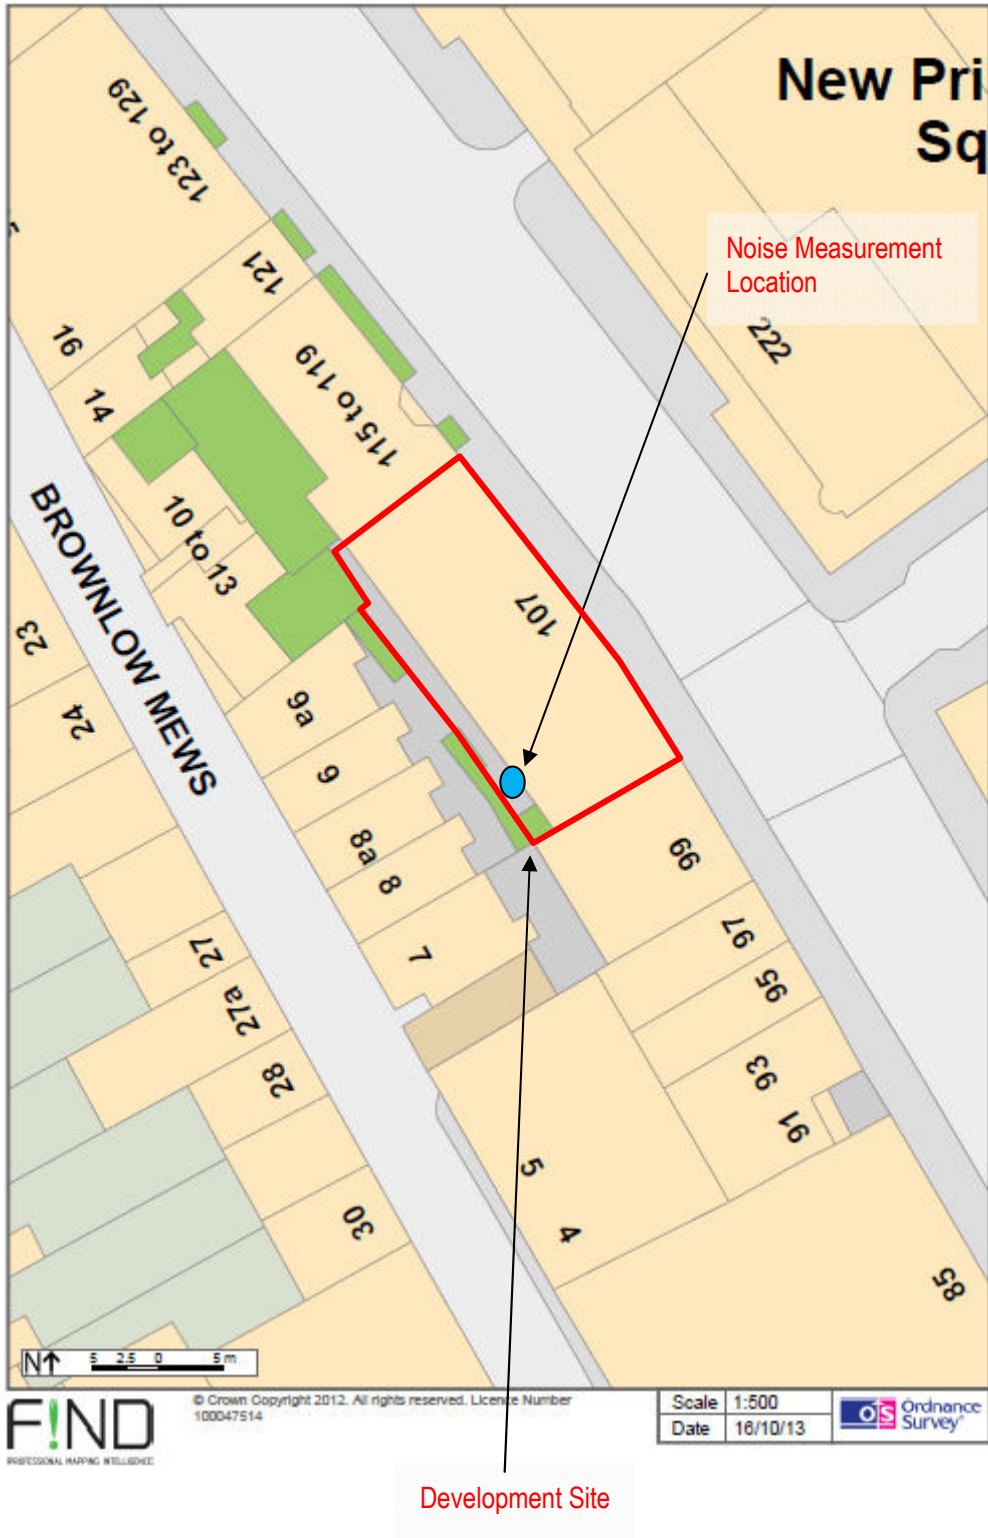 New Pri
Sq
123 to 129
Noise Measurement
Location
121
222
16
115 to 119
14
10 to 13
BROWNLOW MEWS
107
23
9a
24
9
8a
8
99
7
97
27
95
27a
93
28
91
5
30
4
85
N
5 2.5 0 5 m
F!ND
PROFESSIONAL MAPPING INTELLIGENCE
© Crown Copyright 2012. All rights reserved. Licence Number
100047514
Scale 1:500
Date 16/10/13
OS Ordnance
Survey®
Development Site